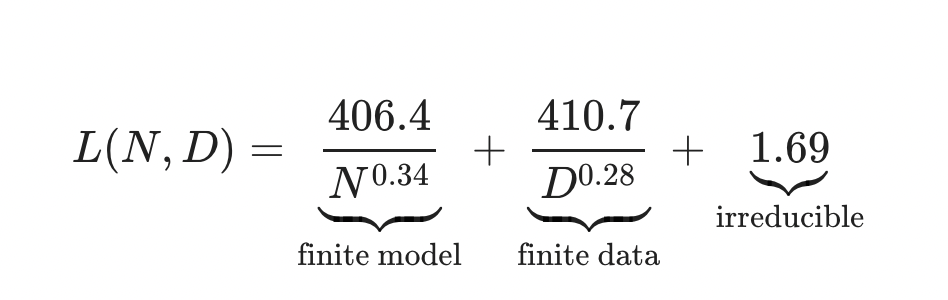 L(N, D) = 406.4 / N^0.34 + 410.7 / D^0.28 + 1.69
finite model finite data irreducible